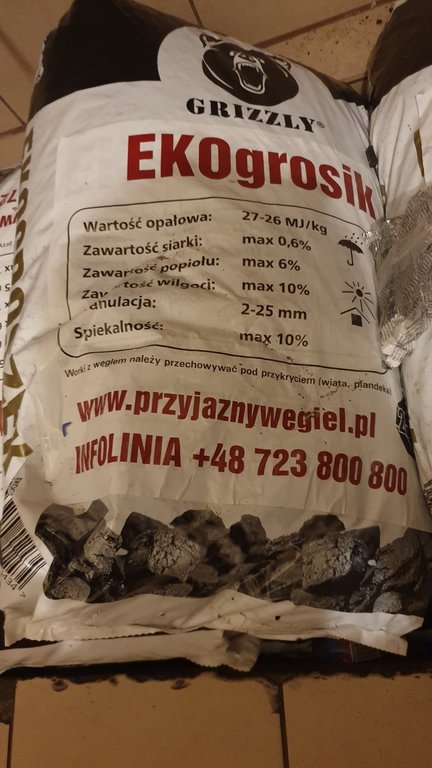 GRIZZLY®
EKOgrosik
Wartość opałowa: 27-26 MJ/kg
Zawartość siarki: max 0,6%
Zawartość popiołu: max 6%
Zawartość wilgoci: max 10%
anulacja: 2-25 mm
Spiekalność: max 10%
Worki z węglem należy przechowywać pod przykryciem (wiata, plandeka)
www.przyjaznywegiel.pl
INFOLINIA +48 723 800 800